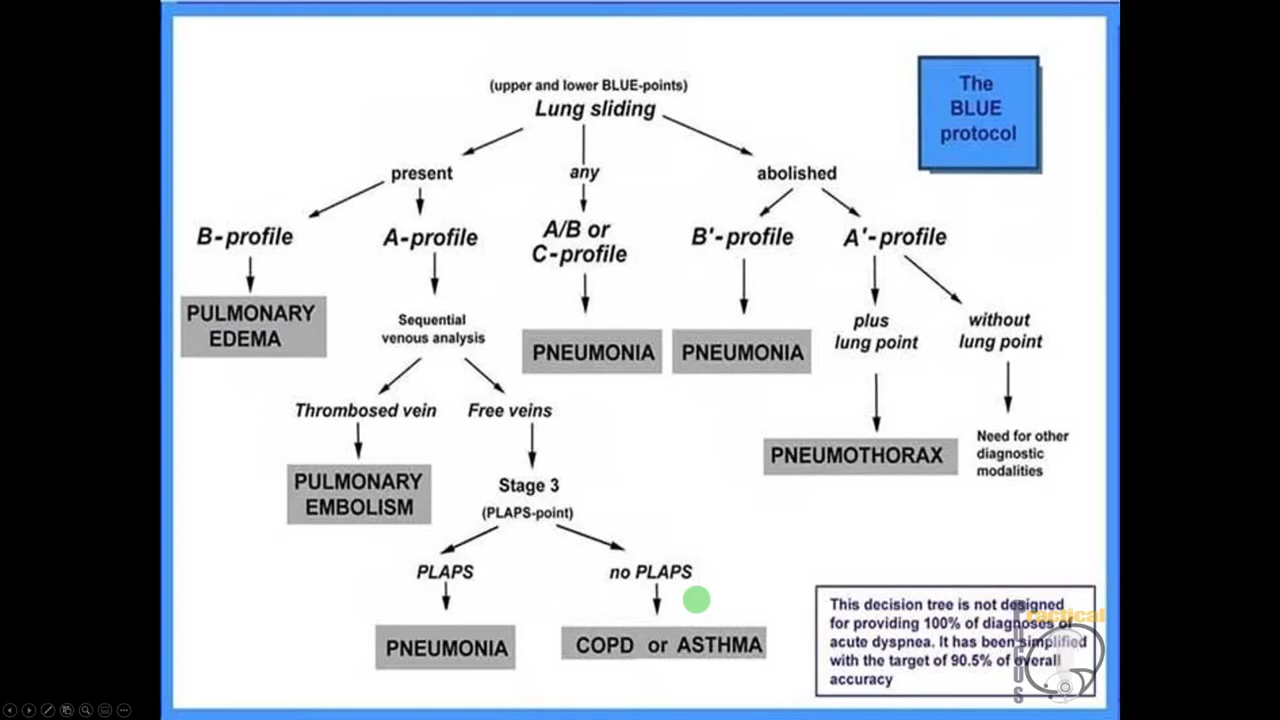 The
BLUE
protocol
(upper and lower BLUE-points)
Lung sliding
present
any
abolished
B-profile
A-profile
A/B or
C-profile
B'-profile
A'-profile
PULMONARY
EDEMA
Sequential
venous analysis
PNEUMONIA
PNEUMONIA
plus
lung point
without
lung point
Thrombosed vein
Free veins
PNEUMOTHORAX
Need for other
diagnostic
modalities
PULMONARY
EMBOLISM
Stage 3
(PLAPS-point)
PLAPS
no PLAPS
PNEUMONIA
COPD or ASTHMA
This decision tree is not designed
for providing 100% of diagnoses of
acute dyspnea. It has been simplified
with the target of 90.5% of overall
accuracy